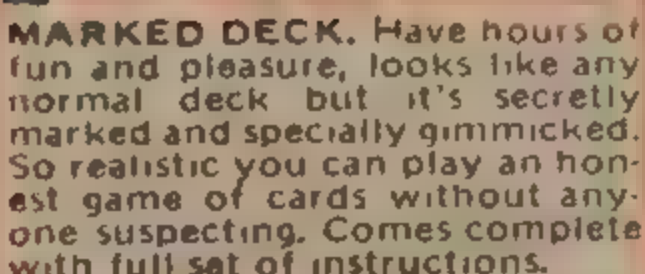 MARKED DECK. Have hours of
fun and pleasure, looks like any
normal deck but it's secretly
marked and specially gimmicked.
So realistic you can play an hon-
est game of cards without any-
one suspecting. Comes complete
with full set of instructions.